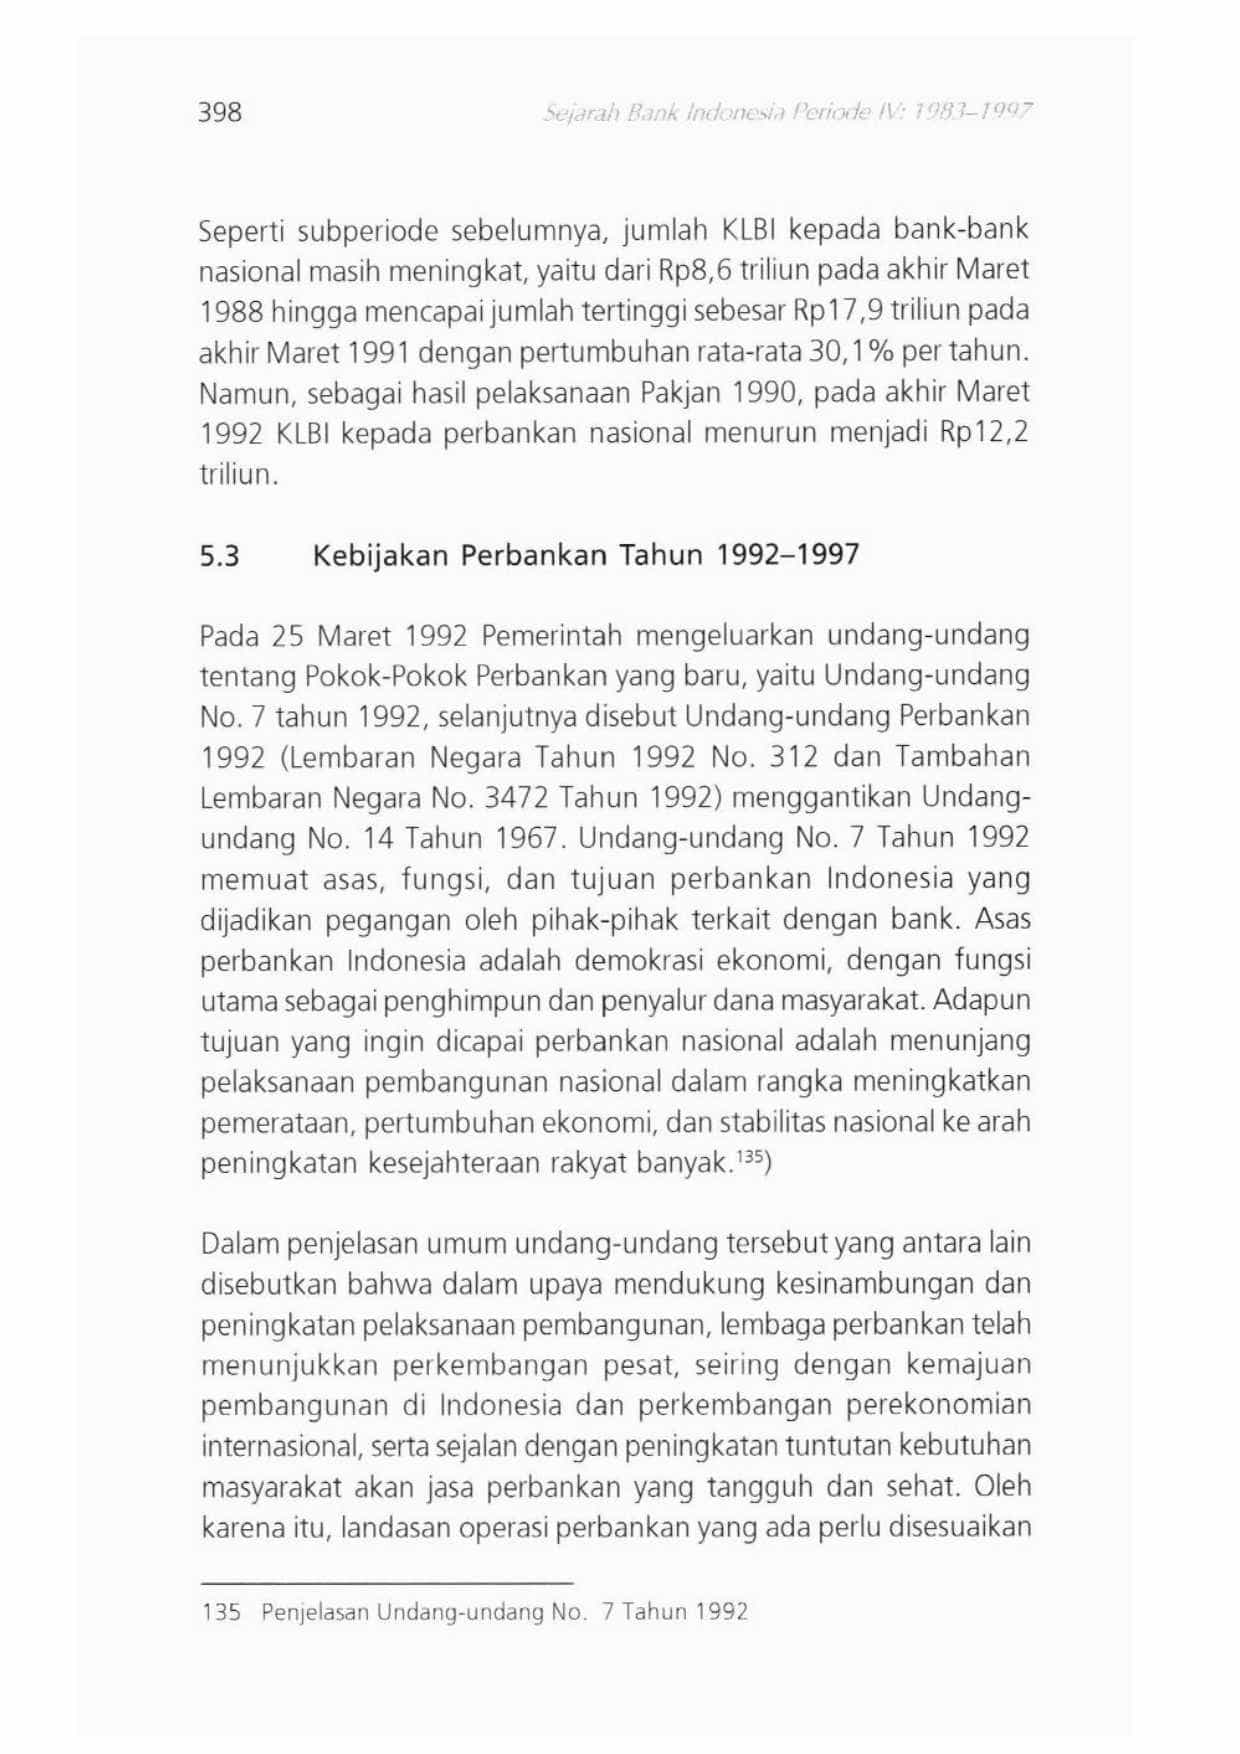 398
Sejarah Bank Indonesia Periode IV: 1983–1997
Seperti subperiode sebelumnya, jumlah KLBI kepada bank-bank
nasional masih meningkat, yaitu dari Rp8,6 triliun pada akhir Maret
1988 hingga mencapai jumlah tertinggi sebesar Rp17,9 triliun pada
akhir Maret 1991 dengan pertumbuhan rata-rata 30,1% per tahun.
Namun, sebagai hasil pelaksanaan Pakjan 1990, pada akhir Maret
1992 KLBI kepada perbankan nasional menurun menjadi Rp12,2
triliun.
5.3 Kebijakan Perbankan Tahun 1992–1997
Pada 25 Maret 1992 Pemerintah mengeluarkan undang-undang
tentang Pokok-Pokok Perbankan yang baru, yaitu Undang-undang
No. 7 tahun 1992, selanjutnya disebut Undang-undang Perbankan
1992 (Lembaran Negara Tahun 1992 No. 312 dan Tambahan
Lembaran Negara No. 3472 Tahun 1992) menggantikan Undang-
undang No. 14 Tahun 1967. Undang-undang No. 7 Tahun 1992
memuat asas, fungsi, dan tujuan perbankan Indonesia yang
dijadikan pegangan oleh pihak-pihak terkait dengan bank. Asas
perbankan Indonesia adalah demokrasi ekonomi, dengan fungsi
utama sebagai penghimpun dan penyalur dana masyarakat. Adapun
tujuan yang ingin dicapai perbankan nasional adalah menunjang
pelaksanaan pembangunan nasional dalam rangka meningkatkan
pemerataan, pertumbuhan ekonomi, dan stabilitas nasional ke arah
peningkatan kesejahteraan rakyat banyak.¹³⁵)
Dalam penjelasan umum undang-undang tersebut yang antara lain
disebutkan bahwa dalam upaya mendukung kesinambungan dan
peningkatan pelaksanaan pembangunan, lembaga perbankan telah
menunjukkan perkembangan pesat, seiring dengan kemajuan
pembangunan di Indonesia dan perkembangan perekonomian
internasional, serta sejalan dengan peningkatan tuntutan kebutuhan
masyarakat akan jasa perbankan yang tangguh dan sehat. Oleh
karena itu, landasan operasi perbankan yang ada perlu disesuaikan
135 Penjelasan Undang-undang No. 7 Tahun 1992